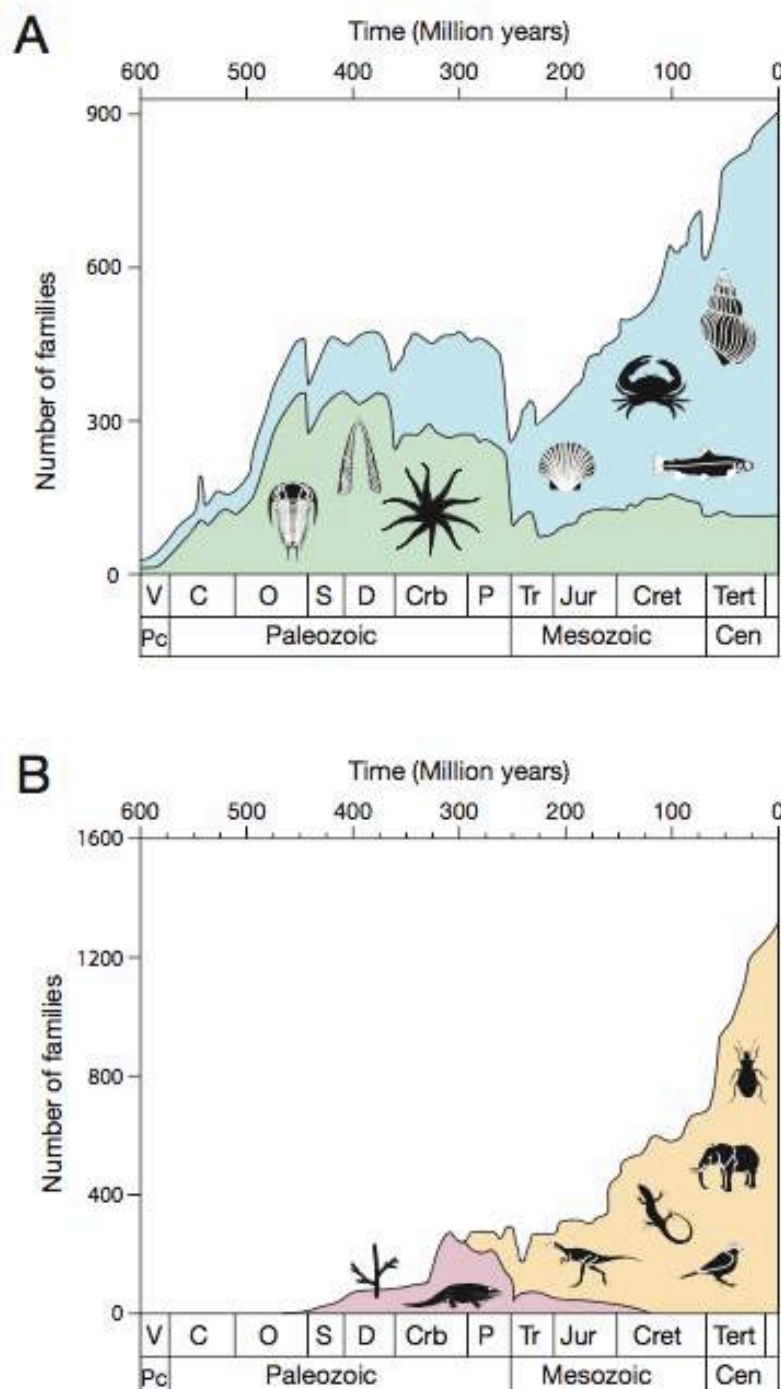 A
Time (Million years)
600 500 400 300 200 100 0
900
600
300
0
Number of families
V C O S D Crb P Tr Jur Cret Tert
Pc Paleozoic Mesozoic Cen
B
Time (Million years)
600 500 400 300 200 100 0
1600
1200
800
400
0
Number of families
V C O S D Crb P Tr Jur Cret Tert
Pc Paleozoic Mesozoic Cen